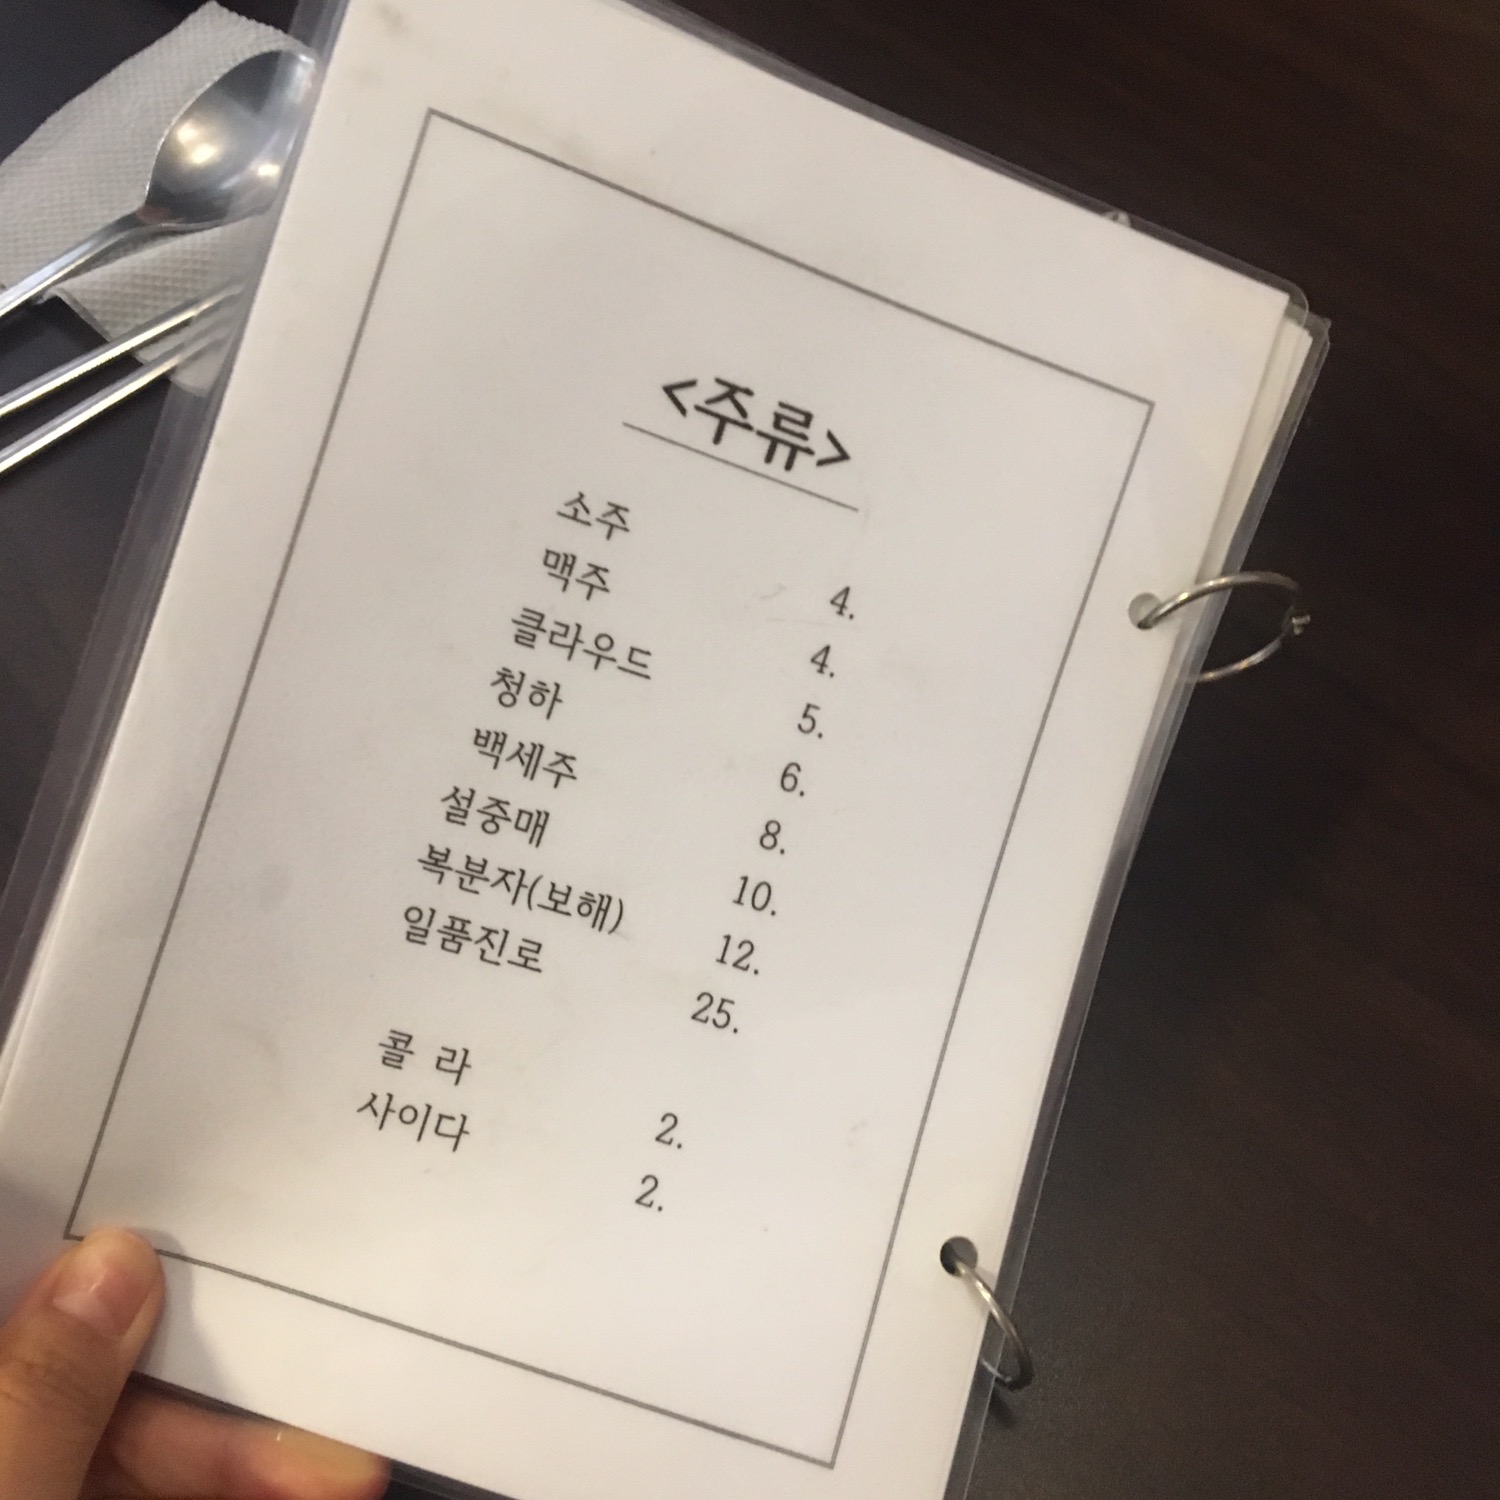 <주류>
소주 4.
맥주 4.
클라우드 5.
청하 6.
백세주 8.
설중매 10.
복분자(보해) 12.
일품진로 25.
콜 라 2.
사이다 2.